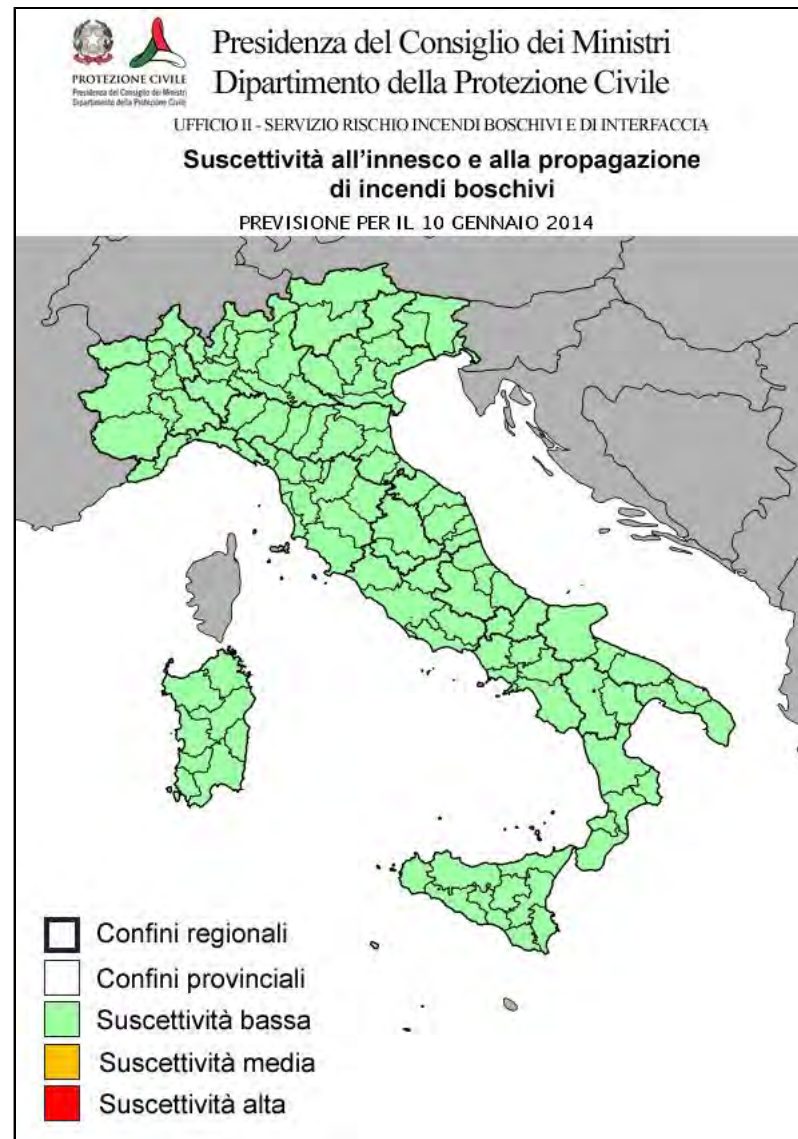 PROTEZIONE CIVILE
Presidenza del Consiglio dei Ministri
Dipartimento della Protezione Civile
Presidenza del Consiglio dei Ministri
Dipartimento della Protezione Civile
UFFICIO II - SERVIZIO RISCHIO INCENDI BOSCHIVI E DI INTERFACCIA
Suscettività all'innesco e alla propagazione
di incendi boschivi
PREVISIONE PER IL 10 GENNAIO 2014
Confini regionali
Confini provinciali
Suscettività bassa
Suscettività media
Suscettività alta